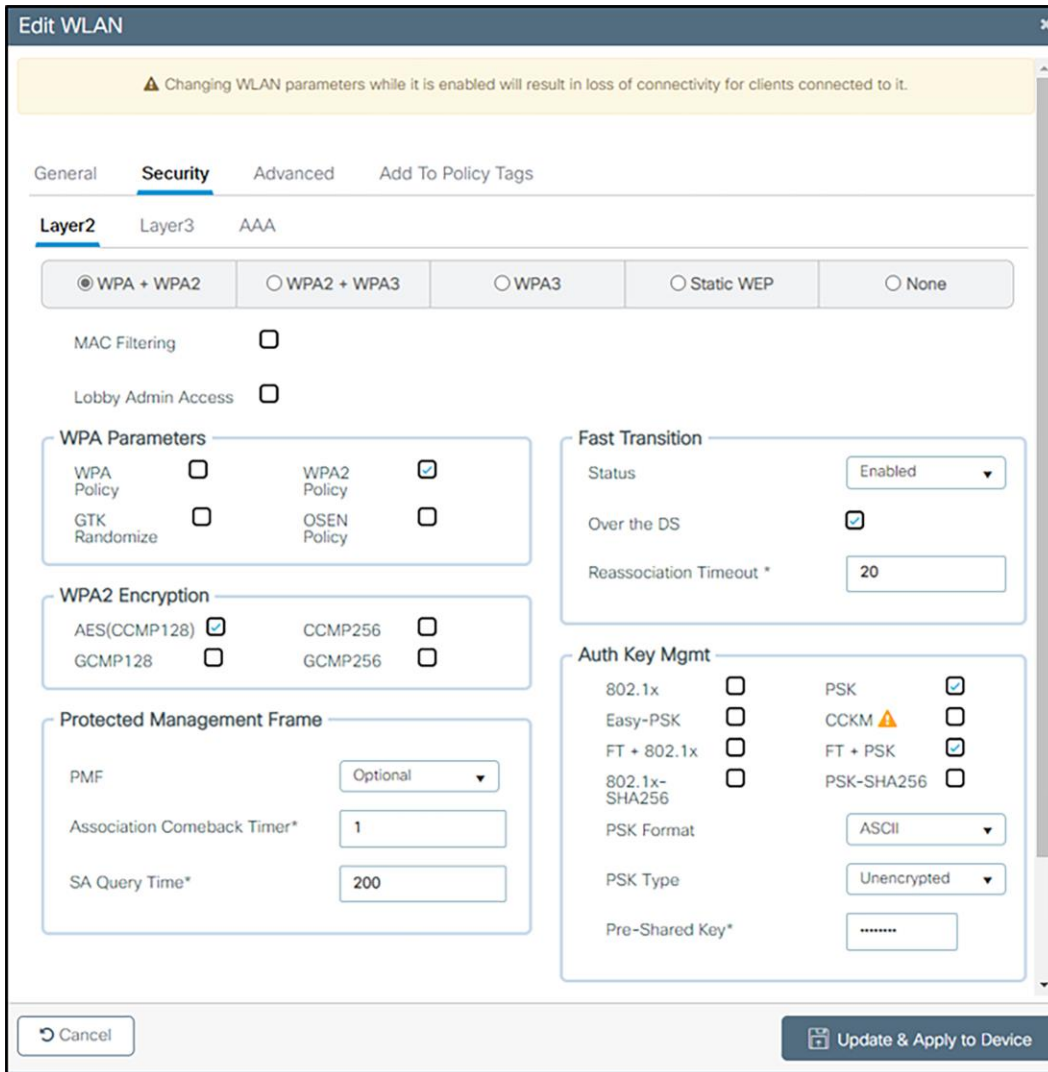 Edit WLAN
Changing WLAN parameters while it is enabled will result in loss of connectivity for clients connected to it.
General Security Advanced Add To Policy Tags
Layer2 Layer3 AAA
WPA + WPA2 WPA2 + WPA3 WPA3 Static WEP None
MAC Filtering
Lobby Admin Access
WPA Parameters
WPA Policy WPA2 Policy
GTK Randomize OSEN Policy
WPA2 Encryption
AES(CCMP128) CCMP256
GCMP128 GCMP256
Protected Management Frame
PMF Optional
Association Comeback Timer* 1
SA Query Time* 200
Fast Transition
Status Enabled
Over the DS
Reassociation Timeout * 20
Auth Key Mgmt
802.1x PSK
Easy-PSK CCKM
FT + 802.1x FT + PSK
802.1x-SHA256 PSK-SHA256
PSK Format ASCII
PSK Type Unencrypted
Pre-Shared Key* ••••••••
Cancel Update & Apply to Device